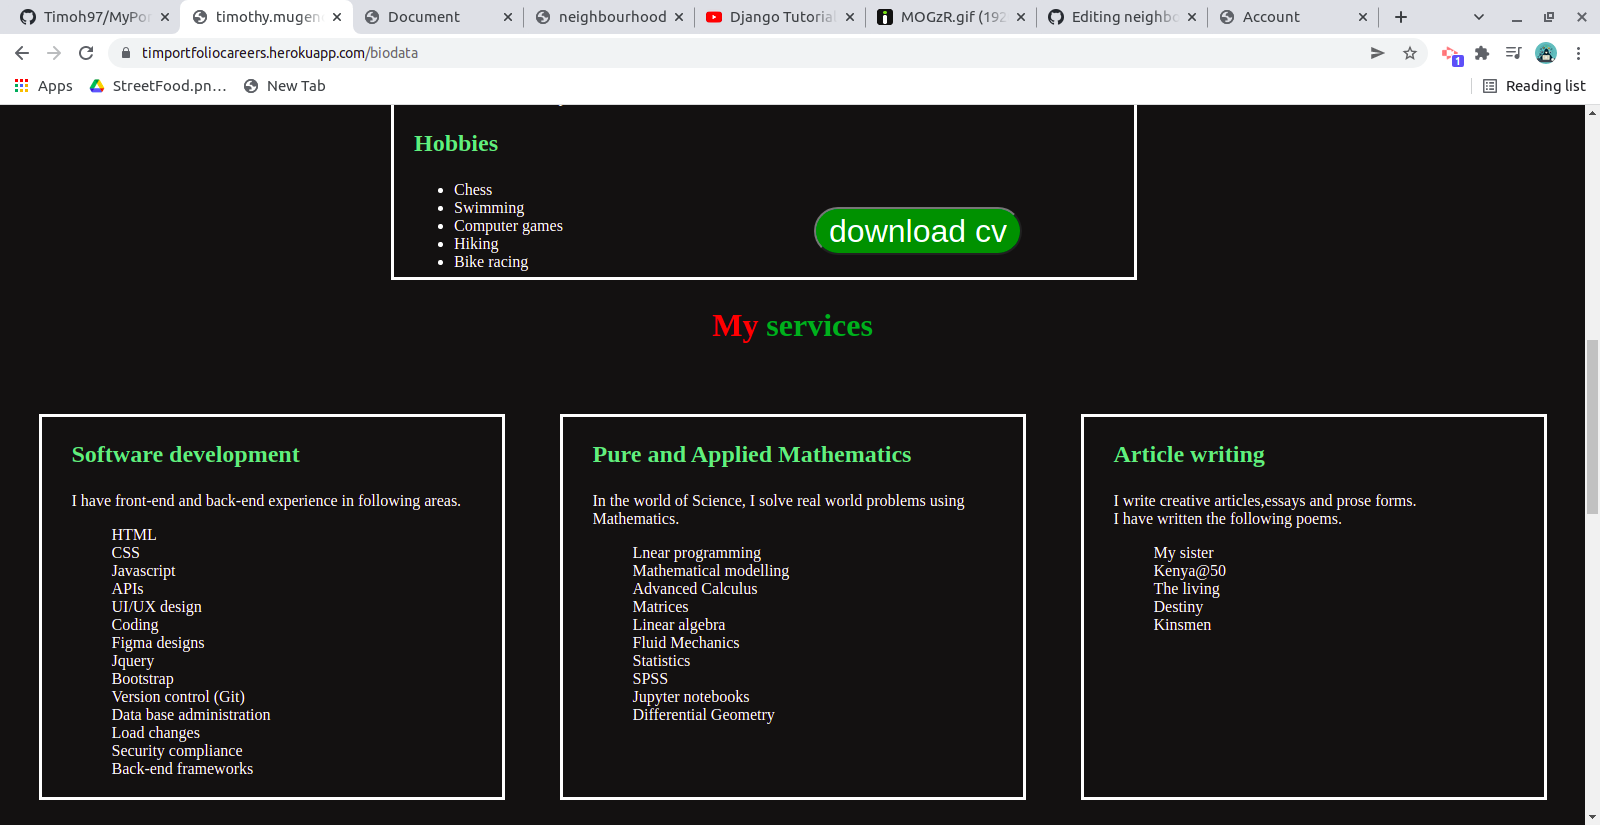 Timoh97/MyPor
timothy.mugen
Document
neighbourhood
Django Tutorial
MOGzR.gif (192
Editing neighbo
Account
timportfoliocareers.herokuapp.com/biodata
1
Apps
StreetFood.pn...
New Tab
Reading list
Hobbies
Chess
Swimming
Computer games
Hiking
Bike racing
download cv
My services
Software development
I have front-end and back-end experience in following areas.
HTML
CSS
Javascript
APIs
UI/UX design
Coding
Figma designs
Jquery
Bootstrap
Version control (Git)
Data base administration
Load changes
Security compliance
Back-end frameworks
Pure and Applied Mathematics
In the world of Science, I solve real world problems using
Mathematics.
Lnear programming
Mathematical modelling
Advanced Calculus
Matrices
Linear algebra
Fluid Mechanics
Statistics
SPSS
Jupyter notebooks
Differential Geometry
Article writing
I write creative articles,essays and prose forms.
I have written the following poems.
My sister
Kenya@50
The living
Destiny
Kinsmen